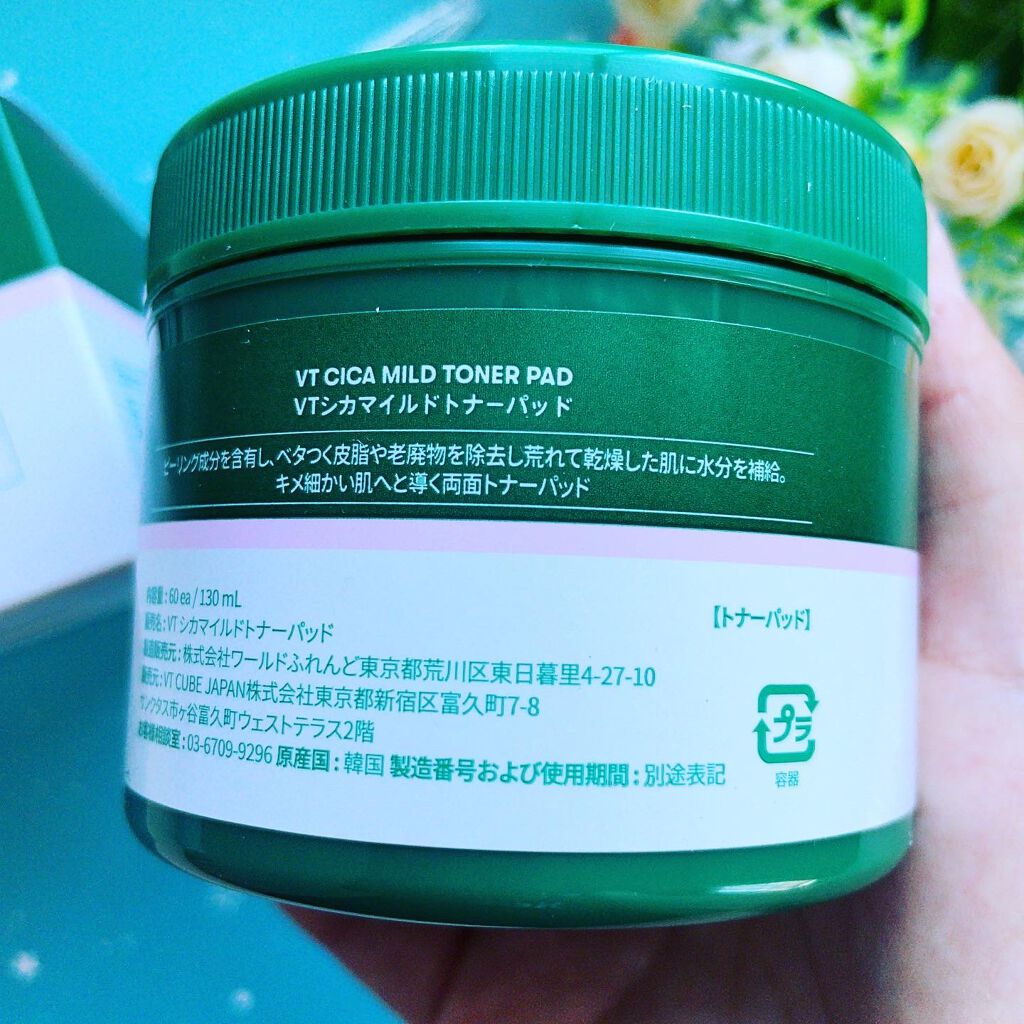 VT CICA MILD TONER PAD
VTシカマイルドトナーパッド
ピーリング成分を含有し、ベタつく皮脂や老廃物を除去し荒れて乾燥した肌に水分を補給。
キメ細かい肌へと導く両面トナーパッド
内容量 : 60 ea / 130 mL
【トナーパッド】
販売名 : VT シカマイルドトナーパッド
製造販売元 : 株式会社ワールドふれんど東京都荒川区東日暮里4-27-10
販売元 : VT CUBE JAPAN株式会社東京都新宿区富久町7-8
サンクタス市ヶ谷富久町ウェストテラス2階
お客様相談室 : 03-6709-9296 原産国 : 韓国 製造番号および使用期間 : 別途表記
プラ
容器